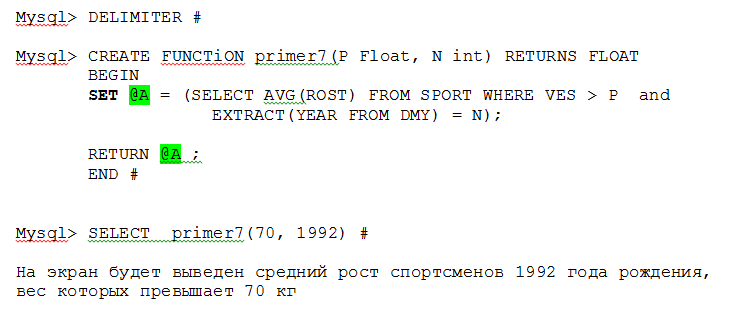 Mysql> DELIMITER #
Mysql> CREATE FUNCTiON primer7(P Float, N int) RETURNS FLOAT
BEGIN
SET @A = (SELECT AVG(ROST) FROM SPORT WHERE VES > P and
EXTRACT(YEAR FROM DMY) = N);
RETURN @A ;
END #
Mysql> SELECT primer7(70, 1992) #
На экран будет выведен средний рост спортсменов 1992 года рождения,
вес которых превышает 70 кг